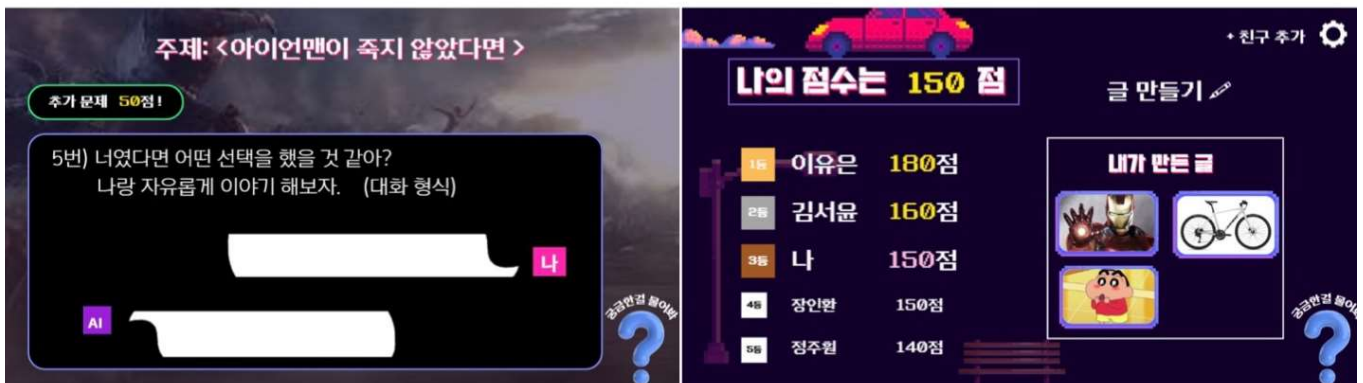 주제: <아이언맨이 죽지 않았다면 >
추가 문제 50점!
5번) 너였다면 어떤 선택을 했을 것 같아?
나랑 자유롭게 이야기 해보자. (대화 형식)
나
AI
궁금한걸 물어봐
+ 친구 추가
나의 점수는 150 점
글 만들기
1등 이유은 180점
2등 김서윤 160점
3등 나 150점
4등 장인환 150점
5등 정주원 140점
내가 만든 글
궁금한걸 물어봐